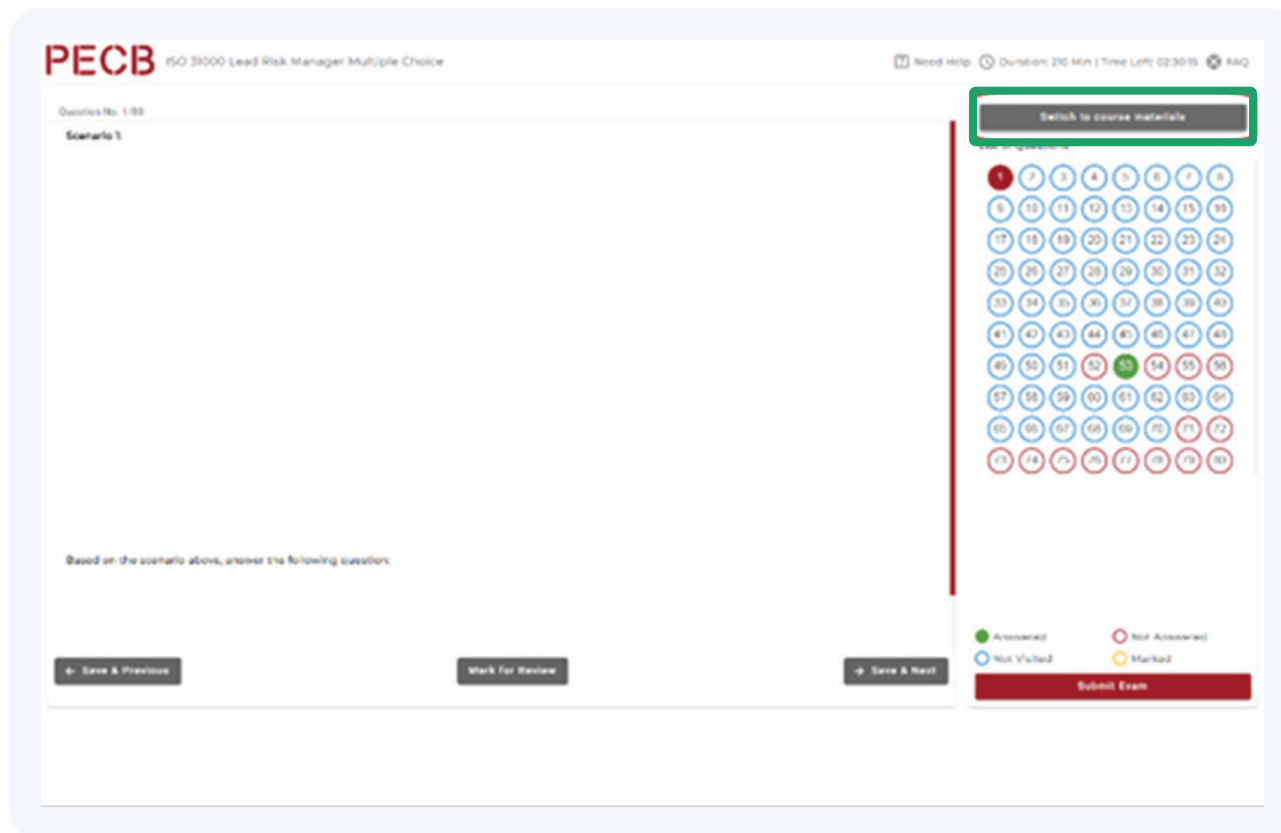 PECB ISO 31000 Lead Risk Manager Multiple Choice
Need Help Duration: 210 Min | Time Left: 02:30:15 FAQ
Question No. 1/80
Switch to course materials
Scenario 1:
List of Questions
1 2 3 4 5 6 7 8
9 10 11 12 13 14 15 16
17 18 19 20 21 22 23 24
25 26 27 28 29 30 31 32
33 34 35 36 37 38 39 40
41 42 43 44 45 46 47 48
49 50 51 52 53 54 55 56
57 58 59 60 61 62 63 64
65 66 67 68 69 70 71 72
73 74 75 76 77 78 79 80
Based on the scenario above, answer the following question:
Answered Not Answered
Not Visited Marked
← Save & Previous Mark for Review → Save & Next
Submit Exam